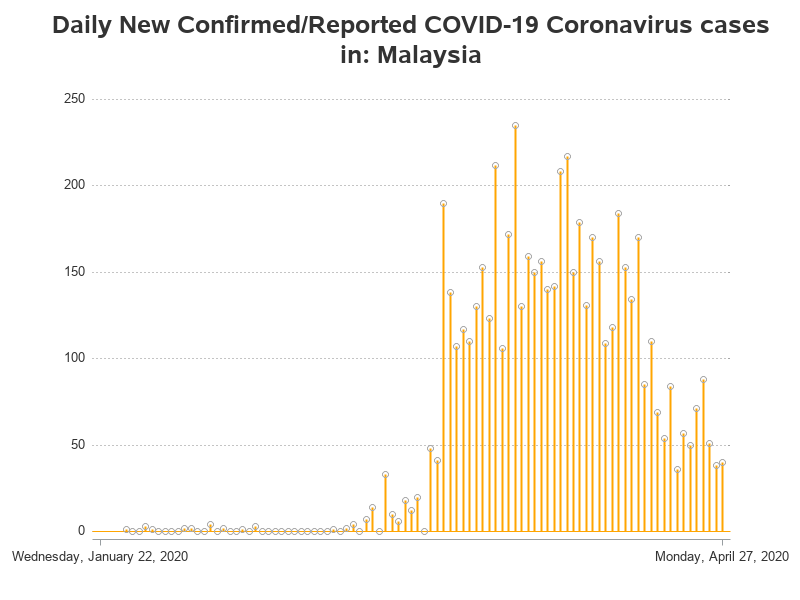 Daily New Confirmed/Reported COVID-19 Coronavirus cases
in: Malaysia
250
200
150
100
50
0
Wednesday, January 22, 2020
Monday, April 27, 2020